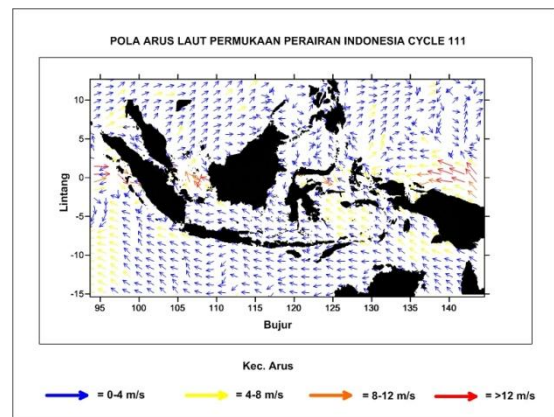 POLA ARUS LAUT PERMUKAAN PERAIRAN INDONESIA CYCLE 111
10
5
0
-5
-10
-15
Lintang
95 100 105 110 115 120 125 130 135 140
Bujur
Kec. Arus
= 0-4 m/s = 4-8 m/s = 8-12 m/s = >12 m/s